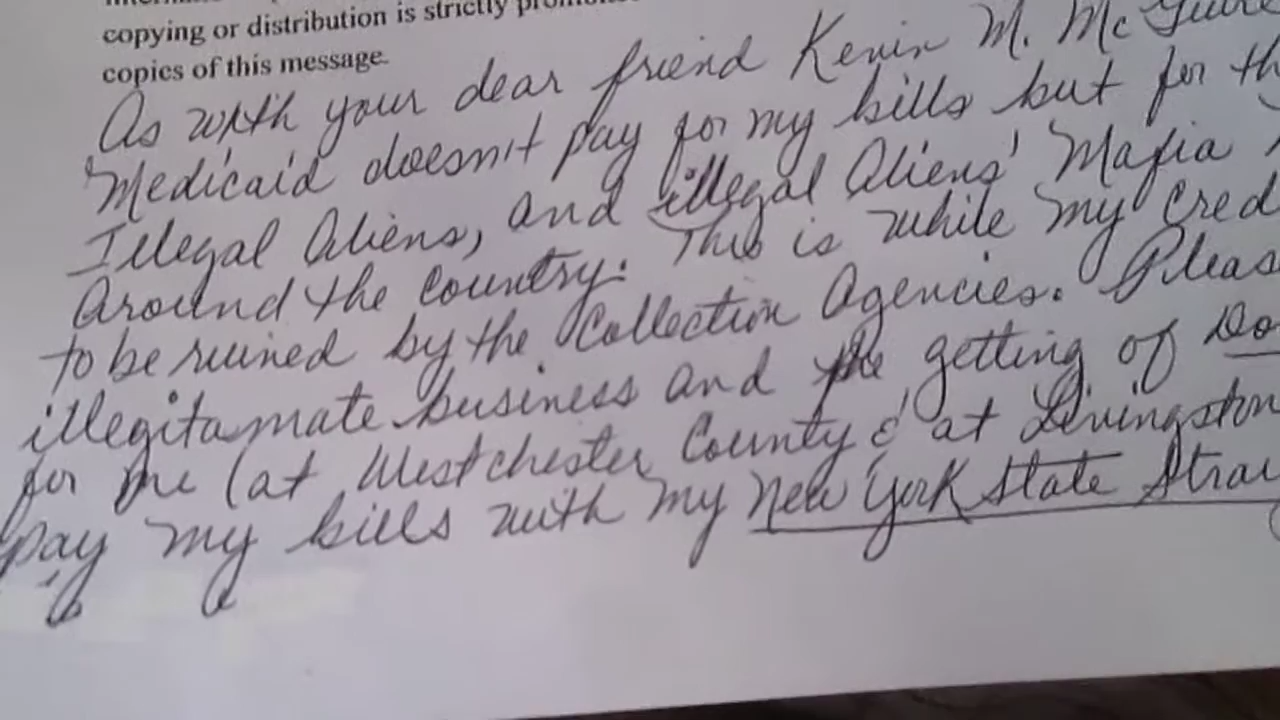 copying or distribution is strictly
copies of this message.
As with your dear friend Kevin M. Mc
Medicaid doesn't pay for my bills but for
Illegal Aliens, and illegal Aliens' Mafia
around the country. This is while my
to be ruined by the Collection Agencies.
illegitamate business and the getting of
for me (at Westchester County & at Livingston
pay my bills with my New York State